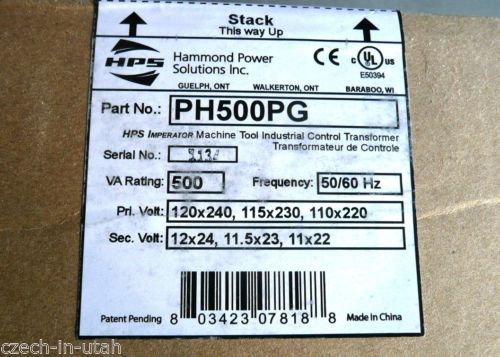 Stack
This way Up
HPS
Hammond Power
Solutions Inc.
CE
C UL US
E50394
GUELPH, ONT WALKERTON, ONT BARABOO, WI
Part No.: PH500PG
HPS IMPERATOR Machine Tool Industrial Control Transformer
Transformateur de Controle
Serial No.:
VA Rating: 500 Frequency: 50/60 Hz
Pri. Volt: 120x240, 115x230, 110x220
Sec. Volt: 12x24, 11.5x23, 11x22
Patent Pending 8 03423 07818 8 Made In China
czech-in-utah